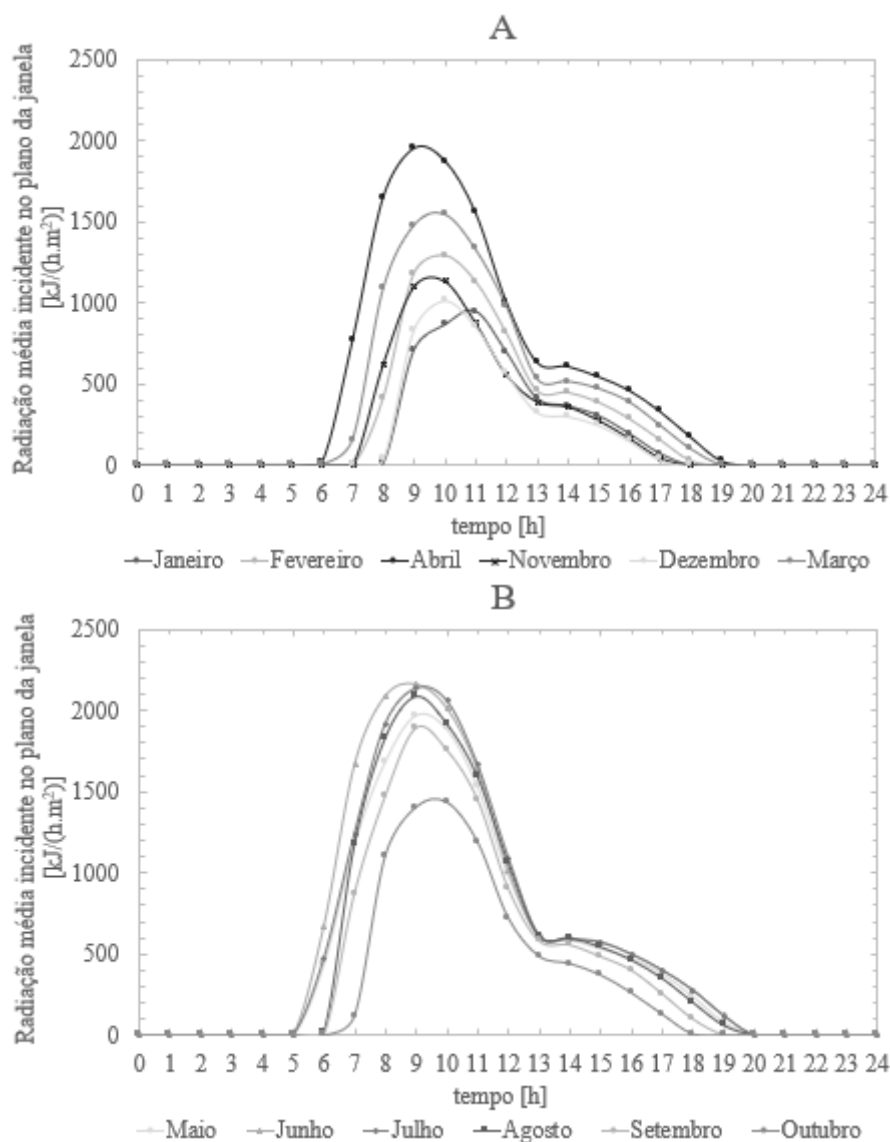 A
Radiação média incidente no plano da janela
[kJ/(h.m²)]
2500
2000
1500
1000
500
0
0 1 2 3 4 5 6 7 8 9 10 11 12 13 14 15 16 17 18 19 20 21 22 23 24
tempo [h]
Janeiro Fevereiro Abril Novembro Dezembro Março
B
Radiação média incidente no plano da janela
[kJ/(h.m²)]
2500
2000
1500
1000
500
0
0 1 2 3 4 5 6 7 8 9 10 11 12 13 14 15 16 17 18 19 20 21 22 23 24
tempo [h]
Maio Junho Julho Agosto Setembro Outubro